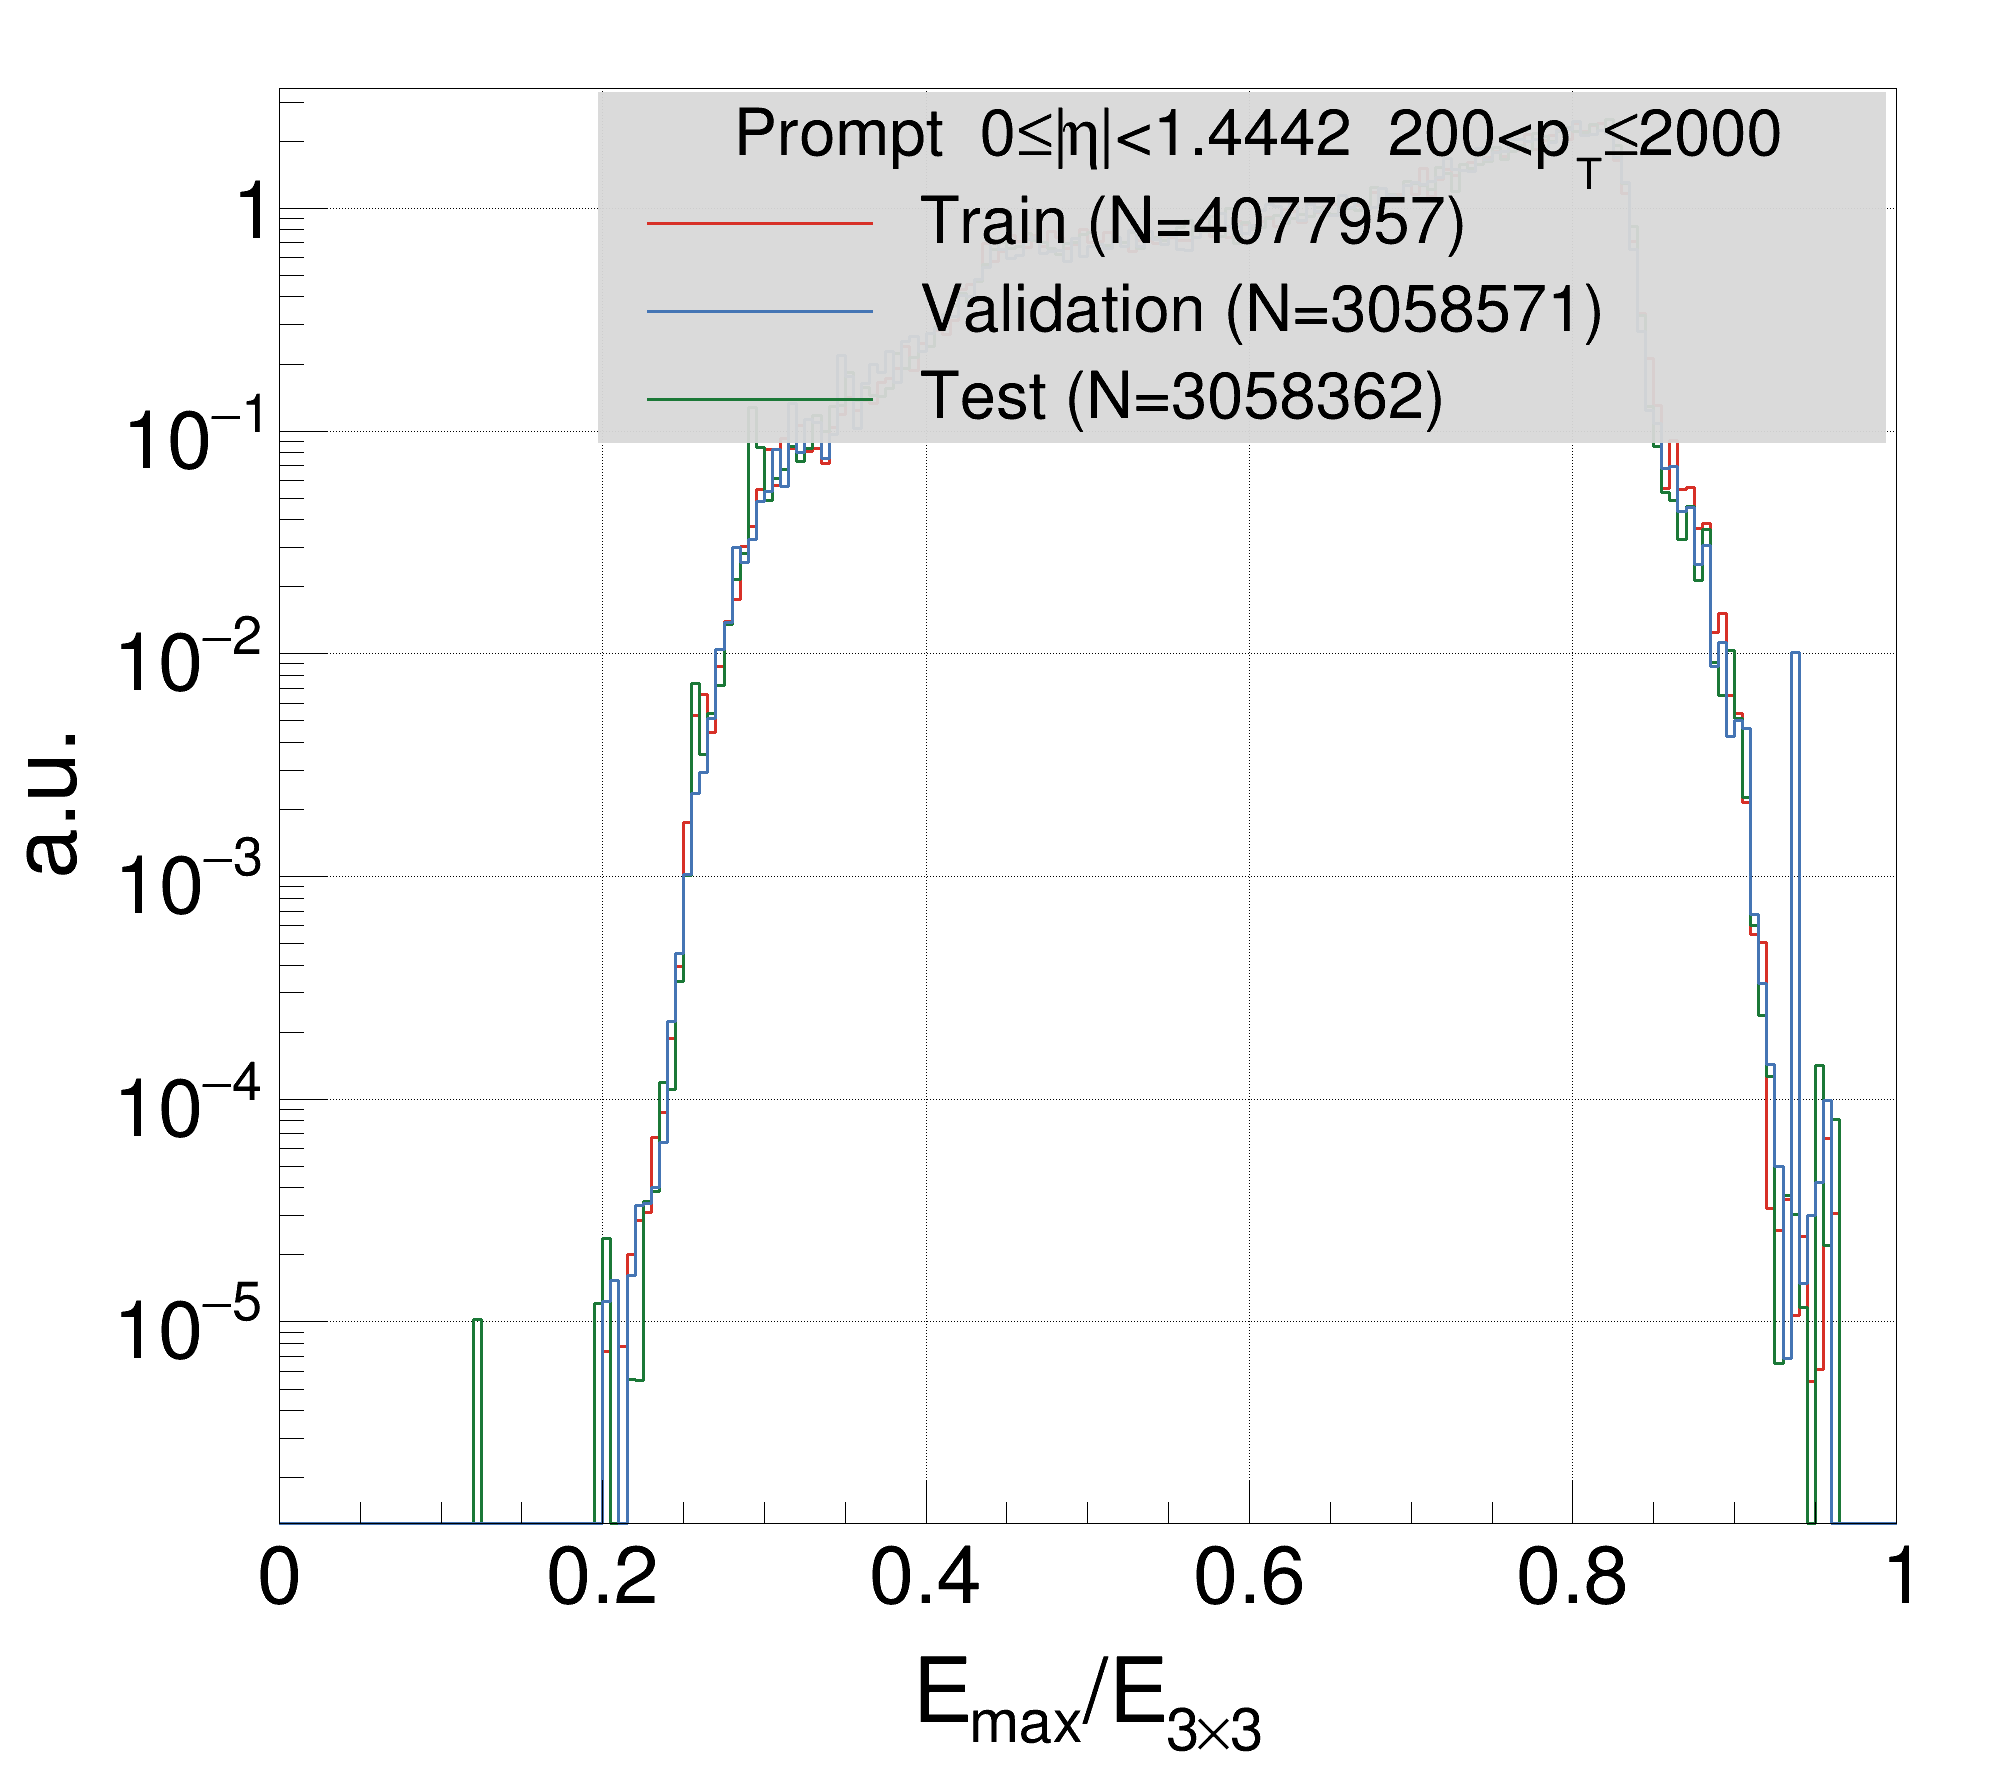 Prompt 0≤|η|<1.4442 200<p_T≤2000
Train (N=4077957)
Validation (N=3058571)
Test (N=3058362)
1
10⁻¹
10⁻²
10⁻³
10⁻⁴
10⁻⁵
a.u.
0 0.2 0.4 0.6 0.8 1
E_max/E_3×3